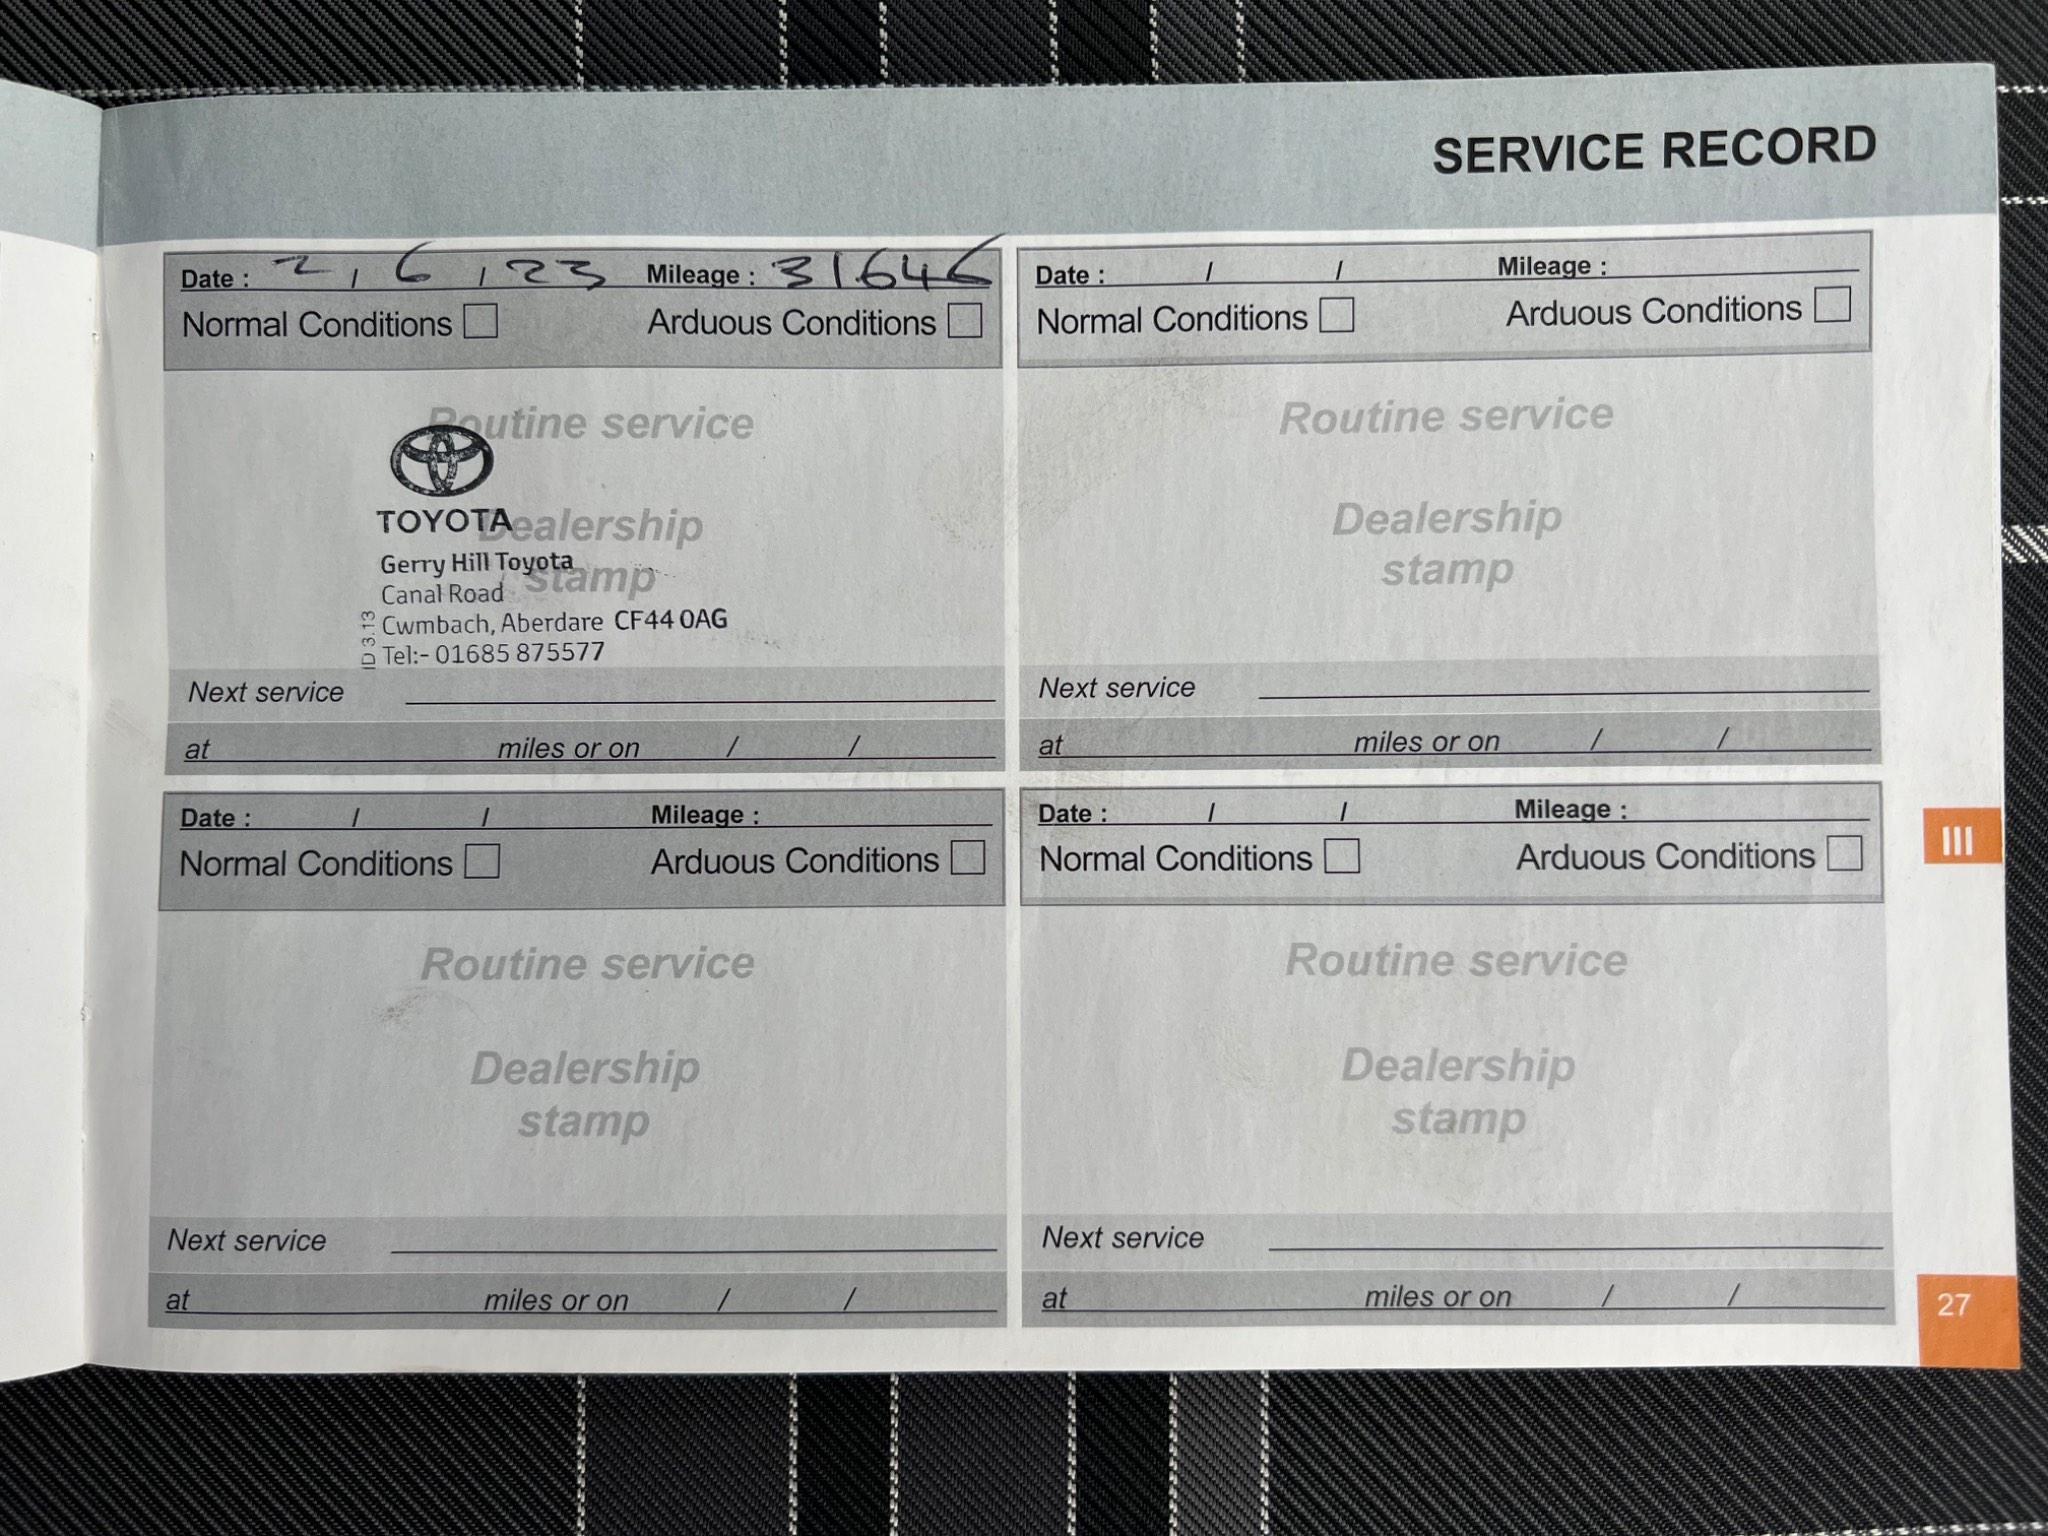 SERVICE RECORD
Date : 2 / 6 / 23 Mileage : 31646
Normal Conditions Arduous Conditions
Routine service
Dealership
stamp
TOYOTA
Gerry Hill Toyota
Canal Road
Cwmbach, Aberdare CF44 0AG
Tel:- 01685 875577
ID 3.13
Next service
at miles or on / /
Date : / / Mileage :
Normal Conditions Arduous Conditions
Routine service
Dealership
stamp
Next service
at miles or on / /
Date : / / Mileage :
Normal Conditions Arduous Conditions
Routine service
Dealership
stamp
Next service
at miles or on / /
Date : / / Mileage :
Normal Conditions Arduous Conditions
Routine service
Dealership
stamp
Next service
at miles or on / /
III
27